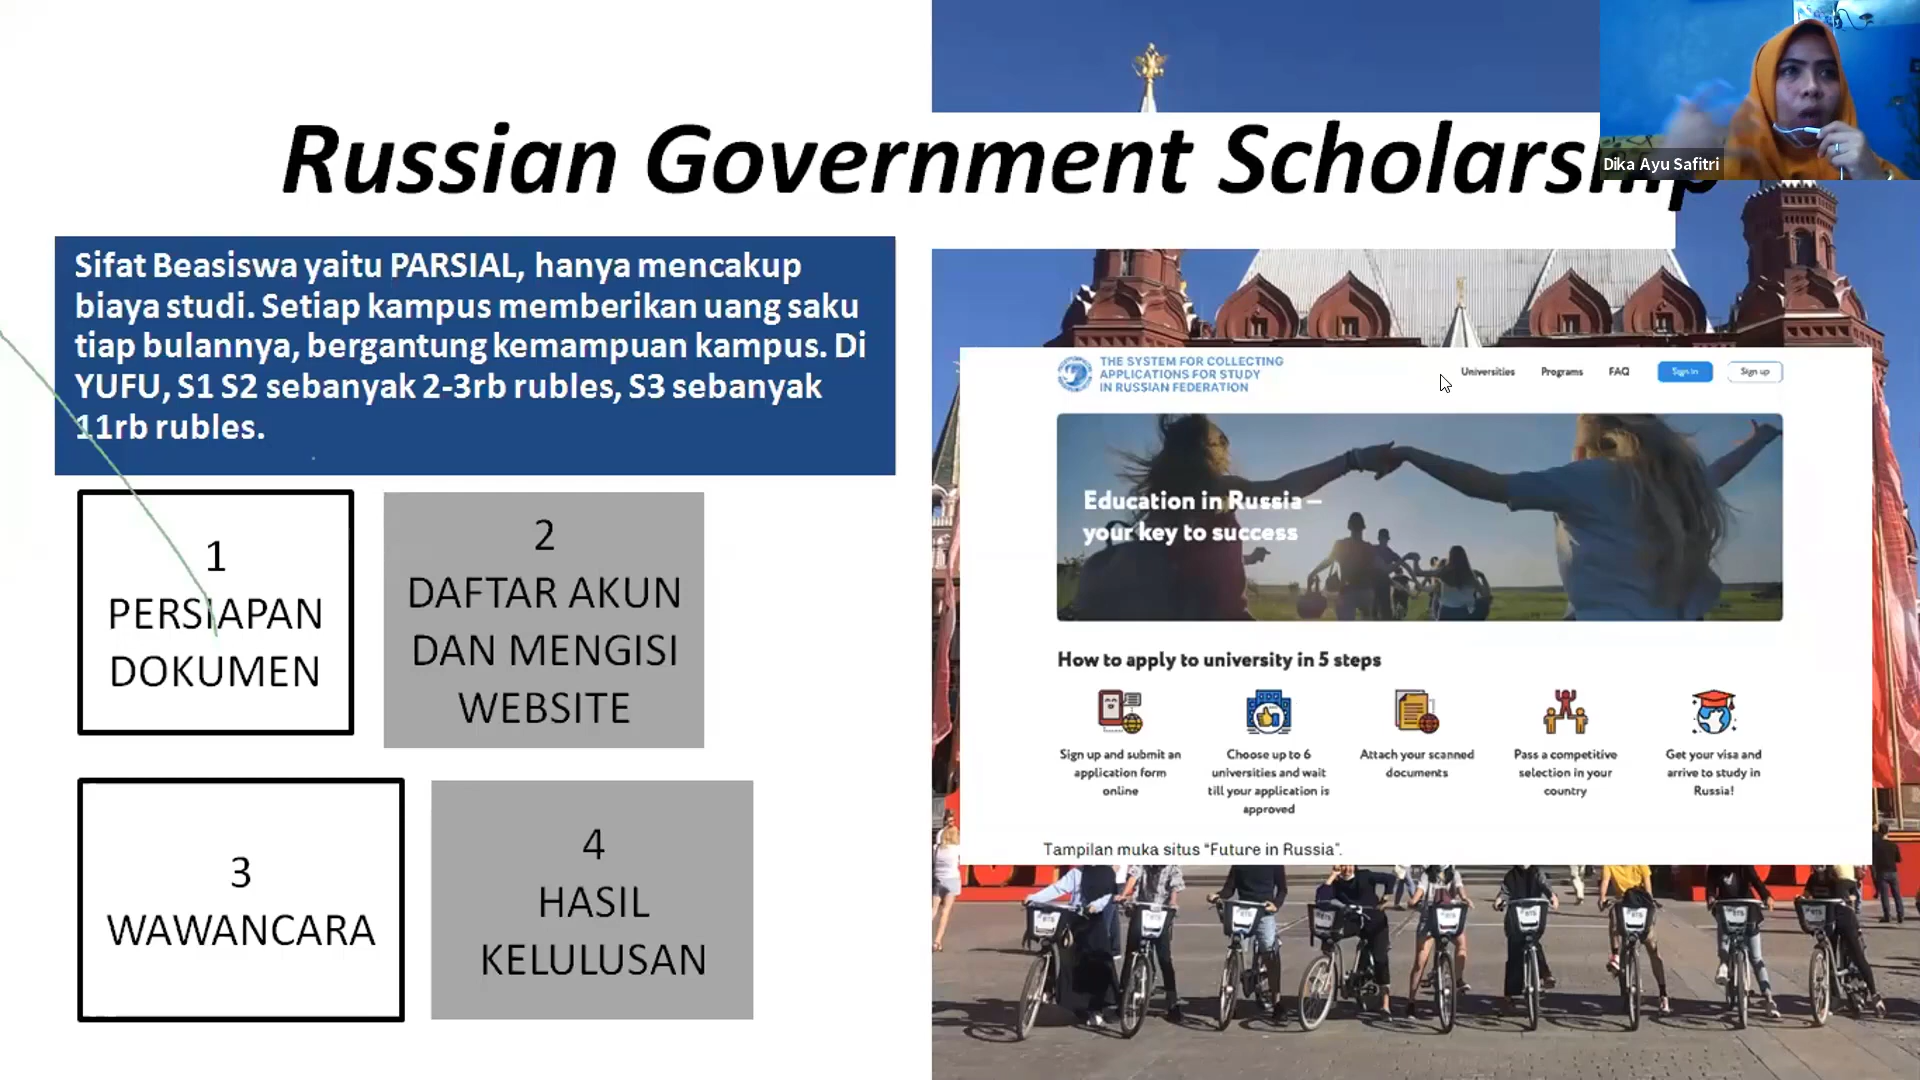 Russian Government Scholarship
Dika Ayu Safitri
Sifat Beasiswa yaitu PARSIAL, hanya mencakup
biaya studi. Setiap kampus memberikan uang saku
tiap bulannya, bergantung kemampuan kampus. Di
YUFU, S1 S2 sebanyak 2-3rb rubles, S3 sebanyak
11rb rubles.
1
PERSIAPAN
DOKUMEN
2
DAFTAR AKUN
DAN MENGISI
WEBSITE
3
WAWANCARA
4
HASIL
KELULUSAN
THE SYSTEM FOR COLLECTING
APPLICATIONS FOR STUDY
IN RUSSIAN FEDERATION
Universities
Programs
FAQ
Sign in
Sign up
Education in Russia –
your key to success
How to apply to university in 5 steps
Sign up and submit an
application form
online
Choose up to 6
universities and wait
till your application is
approved
Attach your scanned
documents
Pass a competitive
selection in your
country
Get your visa and
arrive to study in
Russia!
Tampilan muka situs “Future in Russia”.